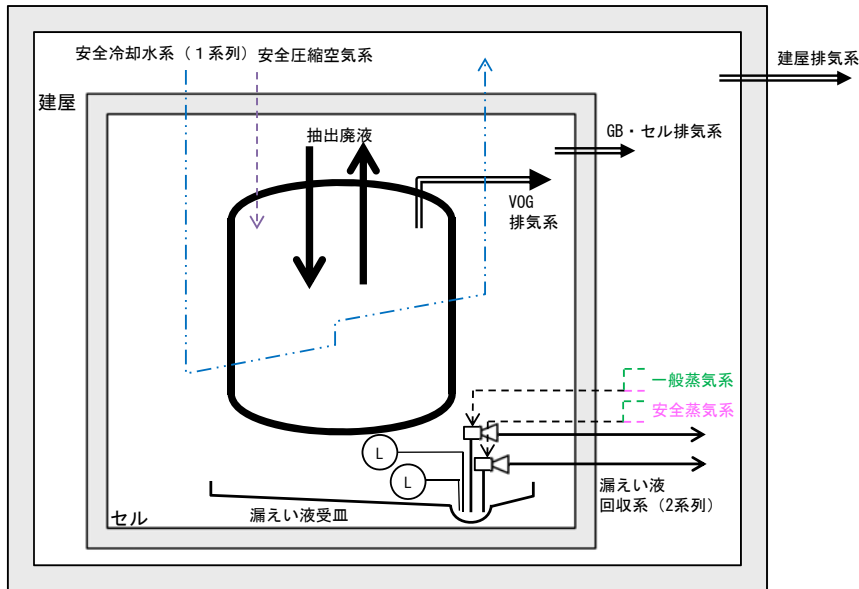 安全冷却水系（１系列）
安全圧縮空気系
建屋排気系
建屋
抽出廃液
GB・セル排気系
VOG
排気系
一般蒸気系
安全蒸気系
L
L
漏えい液
回収系（2系列）
漏えい液受皿
セル